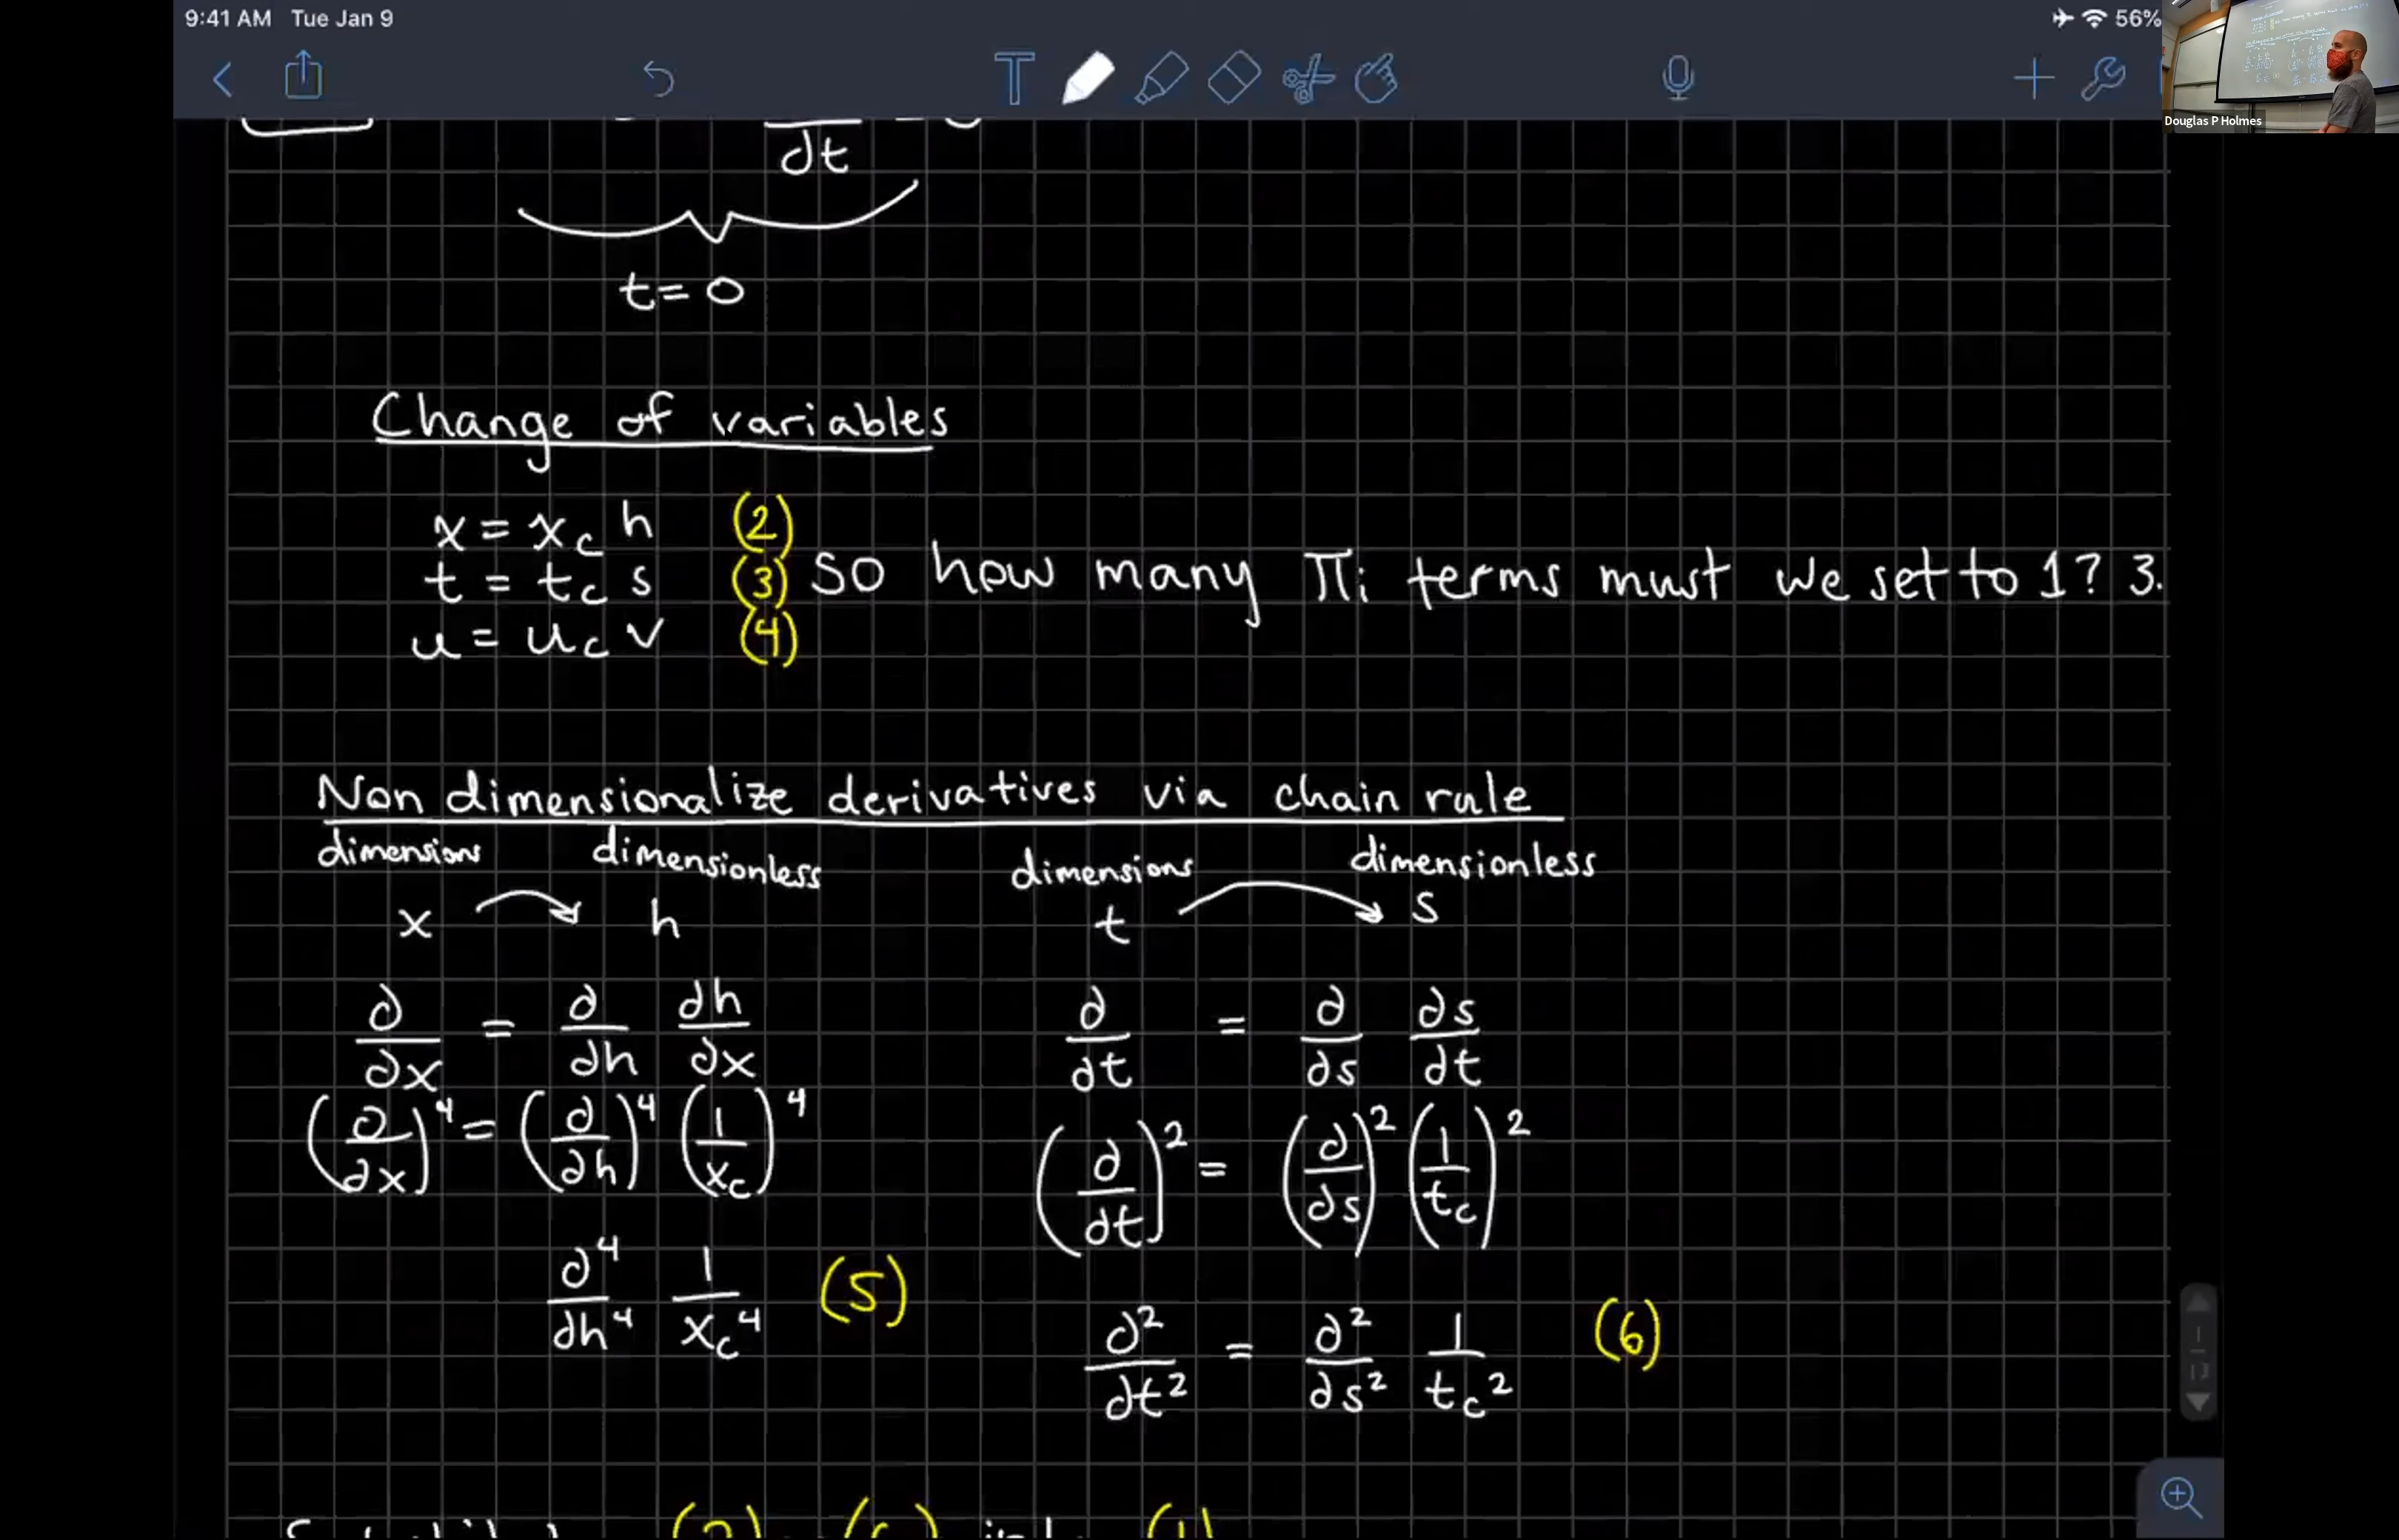 9:41 AM Tue Jan 9
56%
Douglas P Holmes
∂t
t = 0
Change of variables
x = x_c h (2)
t = t_c s (3) so how many π_i terms must we set to 1? 3.
u = u_c v (4)
Non dimensionalize derivatives via chain rule
dimensions dimensionless dimensions dimensionless
x → h t → s
∂/∂x = ∂/∂h ∂h/∂x ∂/∂t = ∂/∂s ∂s/∂t
(∂/∂x)^4 = (∂/∂h)^4 (1/x_c)^4 (∂/∂t)^2 = (∂/∂s)^2 (1/t_c)^2
∂^4/∂h^4 1/x_c^4 (5) ∂^2/∂t^2 = ∂^2/∂s^2 1/t_c^2 (6)